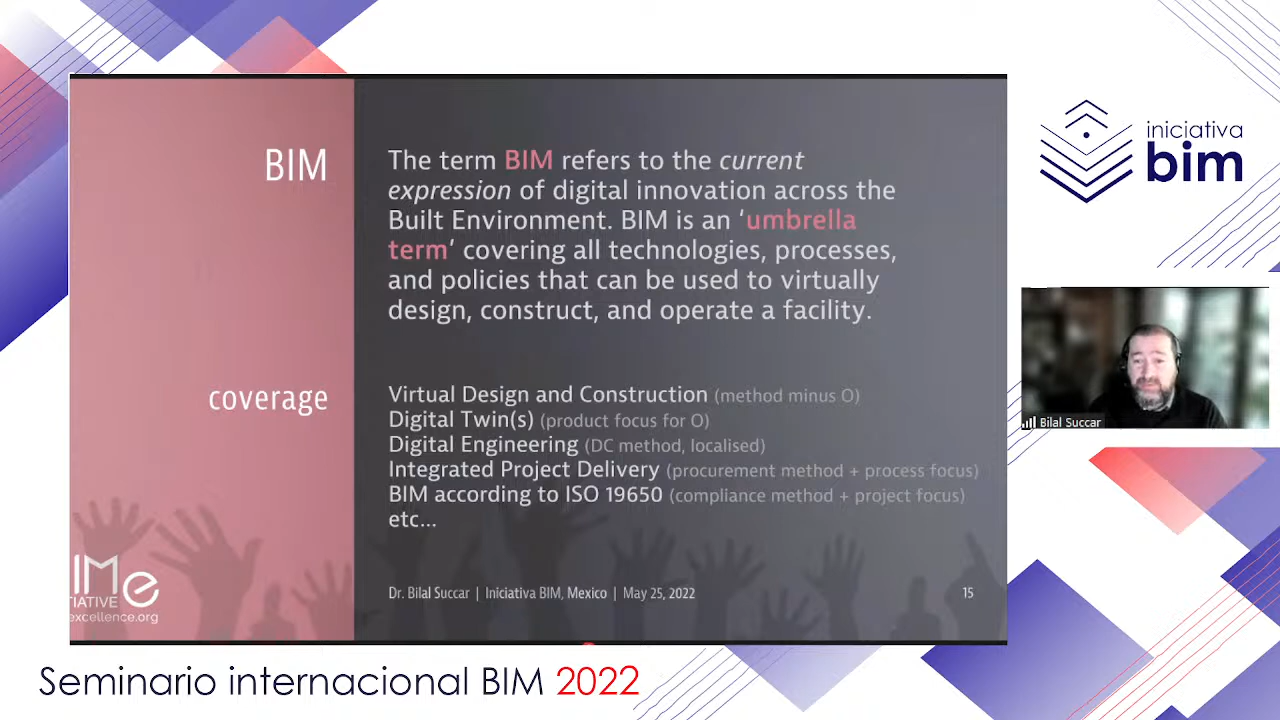 BIM
The term BIM refers to the current
expression of digital innovation across the
Built Environment. BIM is an ‘umbrella
term’ covering all technologies, processes,
and policies that can be used to virtually
design, construct, and operate a facility.
coverage
Virtual Design and Construction (method minus O)
Digital Twin(s) (product focus for O)
Digital Engineering (DC method, localised)
Integrated Project Delivery (procurement method + process focus)
BIM according to ISO 19650 (compliance method + project focus)
etc...
IMe
TIATIVE
excellence.org
Dr. Bilal Succar | Iniciativa BIM, Mexico | May 25, 2022
15
iniciativa
bim
Bilal Succar
Seminario internacional BIM 2022